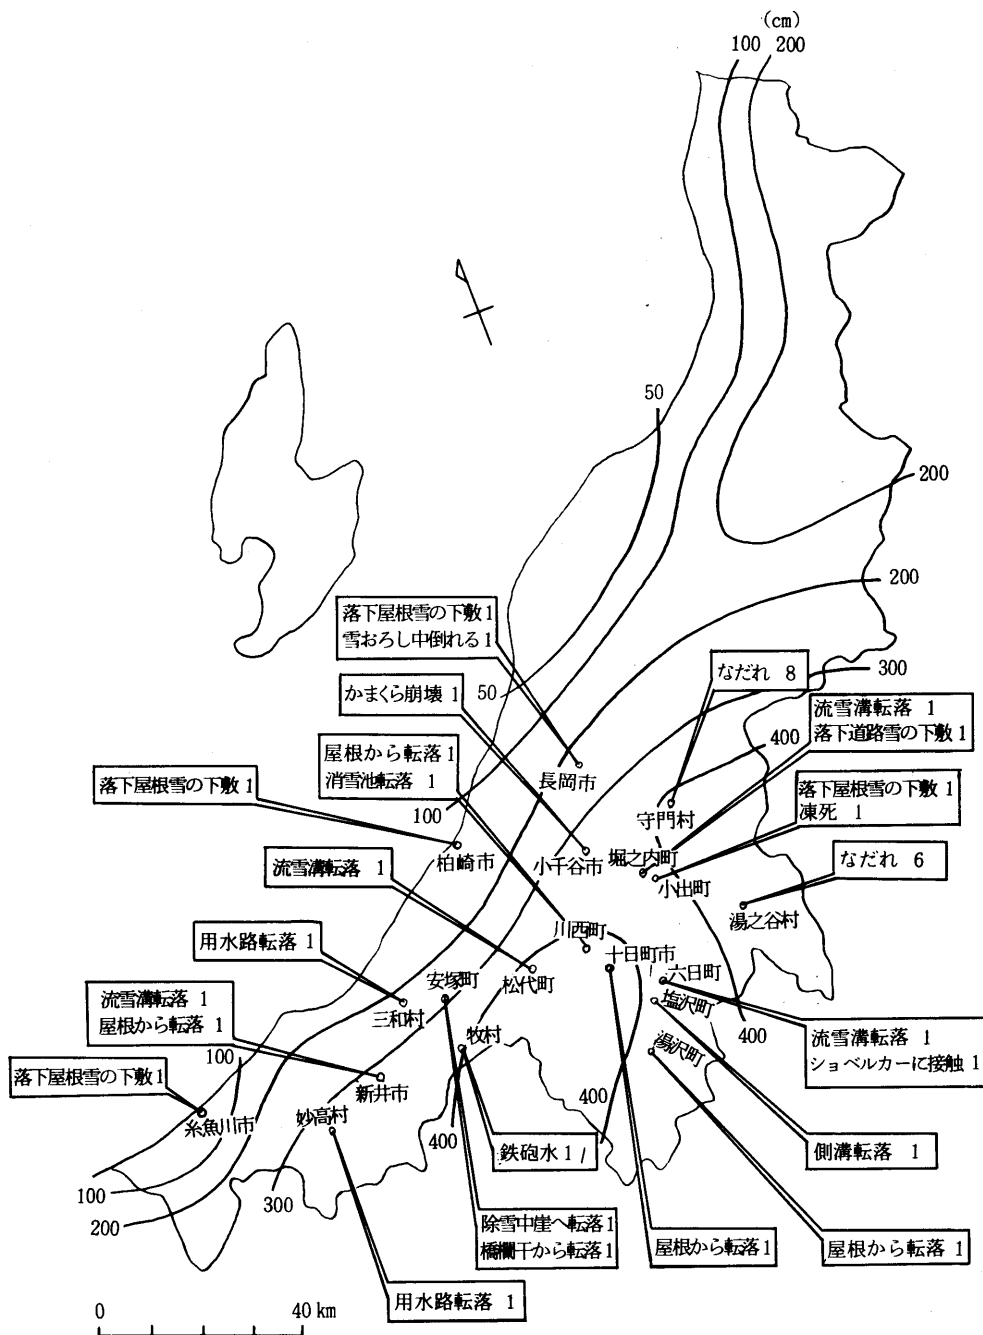 (cm)
100 200
50
200
200
落下屋根雪の下敷1
雪おろし中倒れる1
なだれ 8
300
かまくら崩壊 1
50
流雪溝転落 1
落下道路雪の下敷1
400
屋根から転落1
消雪池転落 1
長岡市
落下屋根雪の下敷1
落下屋根雪の下敷1
凍死 1
守門村
100
柏崎市
小千谷市
堀之内町
小出町
なだれ 6
流雪溝転落 1
湯之谷村
川西町
用水路転落 1
十日町市
六日町
安塚町
松代町
流雪溝転落 1
屋根から転落1
三和村
塩沢町
400
牧村
流雪溝転落 1
ショベルカーに接触 1
湯沢町
100
落下屋根雪の下敷1
新井市
糸魚川市
妙高村
400
400
鉄砲水1
側溝転落 1
100
200
300
除雪中崖へ転落1
橋欄干から転落1
屋根から転落1
屋根から転落1
用水路転落 1
0 40km